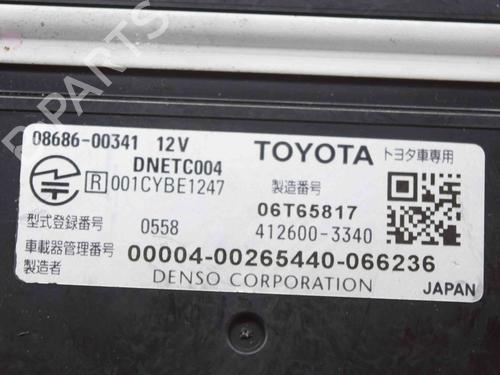 B-PARTS
08686-00341 12V
TOYOTA トヨタ車専用
DNETC004
R 001CYBE1247
製造番号
06T65817
型式登録番号 0558
412600-3340
車載器管理番号 00004-00265440-066236
製造者 DENSO CORPORATION JAPAN